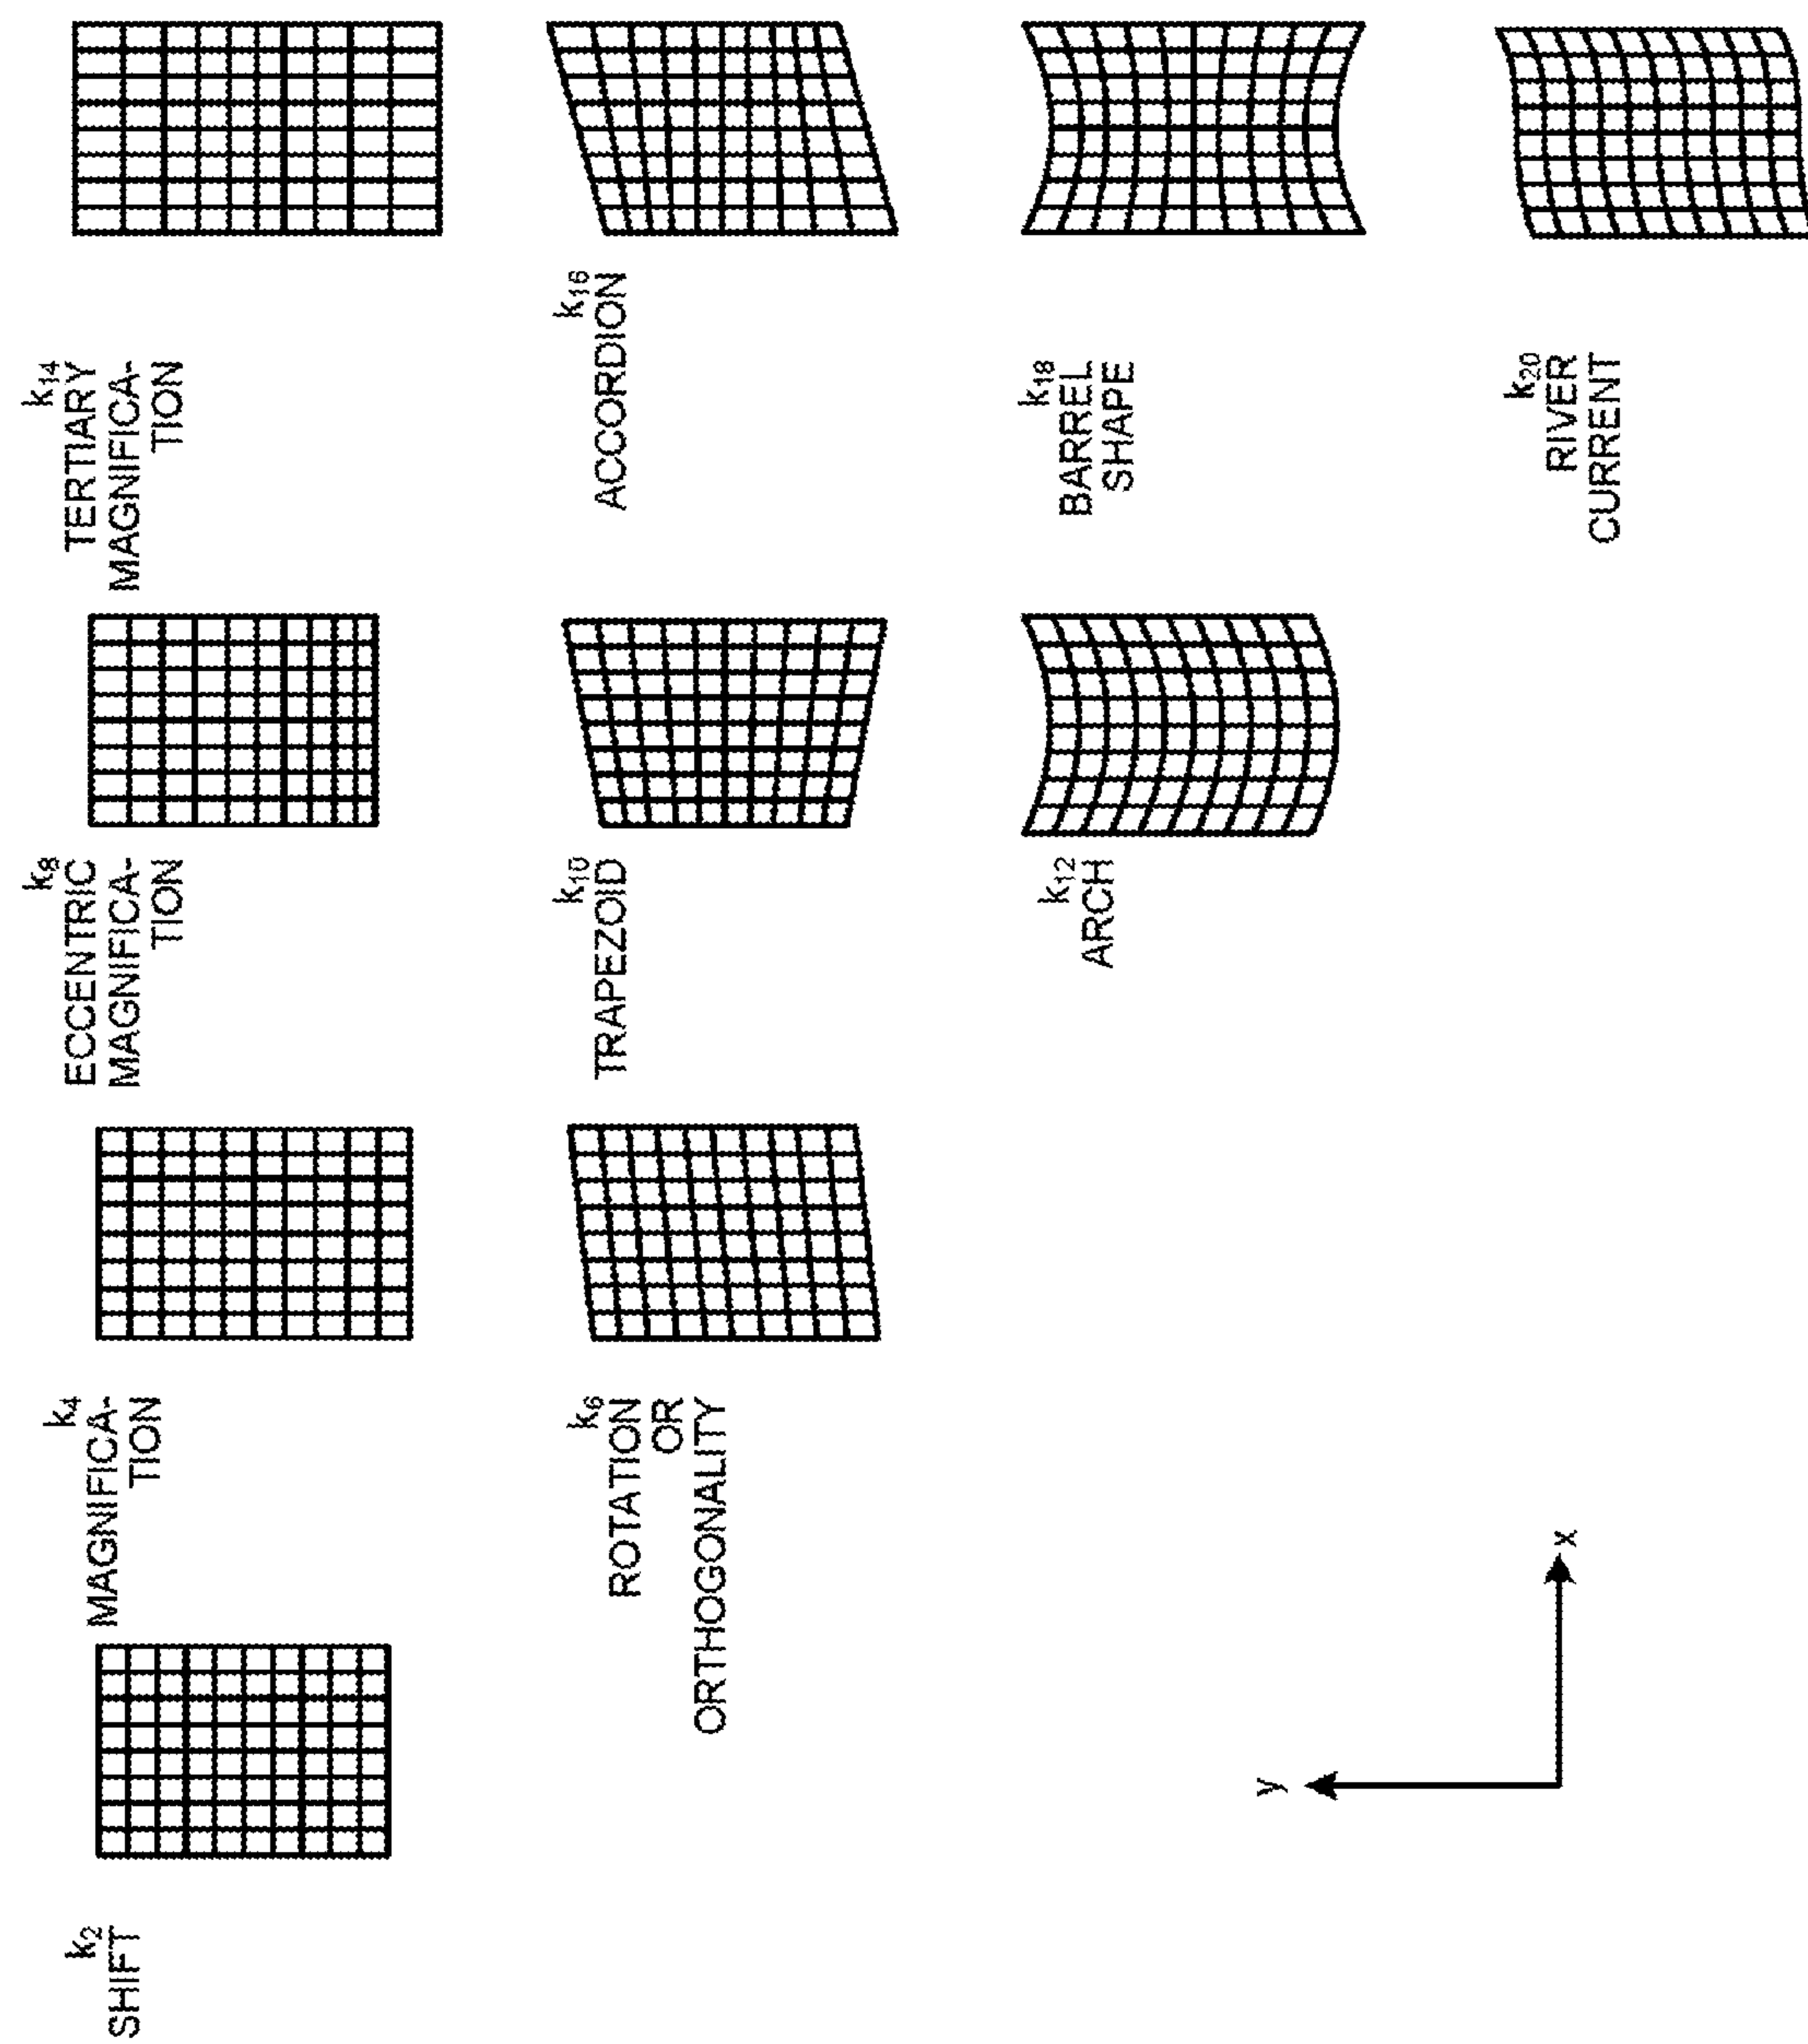 k2
SHIFT
k4
MAGNIFICA-
TION
k8
ECCENTRIC
MAGNIFICA-
TION
k14
TERTIARY
MAGNIFICA-
TION
k6
ROTATION
OR
ORTHOGONALITY
k10
TRAPEZOID
k16
ACCORDION
k12
ARCH
k18
BARREL
SHAPE
k20
RIVER
CURRENT
y
x